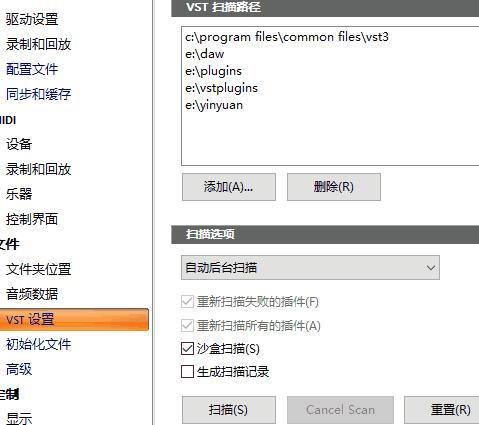 驱动设置
录制和回放
配置文件
同步和缓存
MIDI
设备
录制和回放
乐器
控制界面
文件
文件夹位置
音频数据
VST 设置
初始化文件
高级
定制
显示
VST 扫描路径
c:\program files\common files\vst3
e:\daw
e:\plugins
e:\vstplugins
e:\yinyuan
添加(A)...
删除(R)
扫描选项
自动后台扫描
重新扫描失败的插件(F)
重新扫描所有的插件(A)
沙盒扫描(S)
生成扫描记录
扫描(S)
Cancel Scan
重置(R)